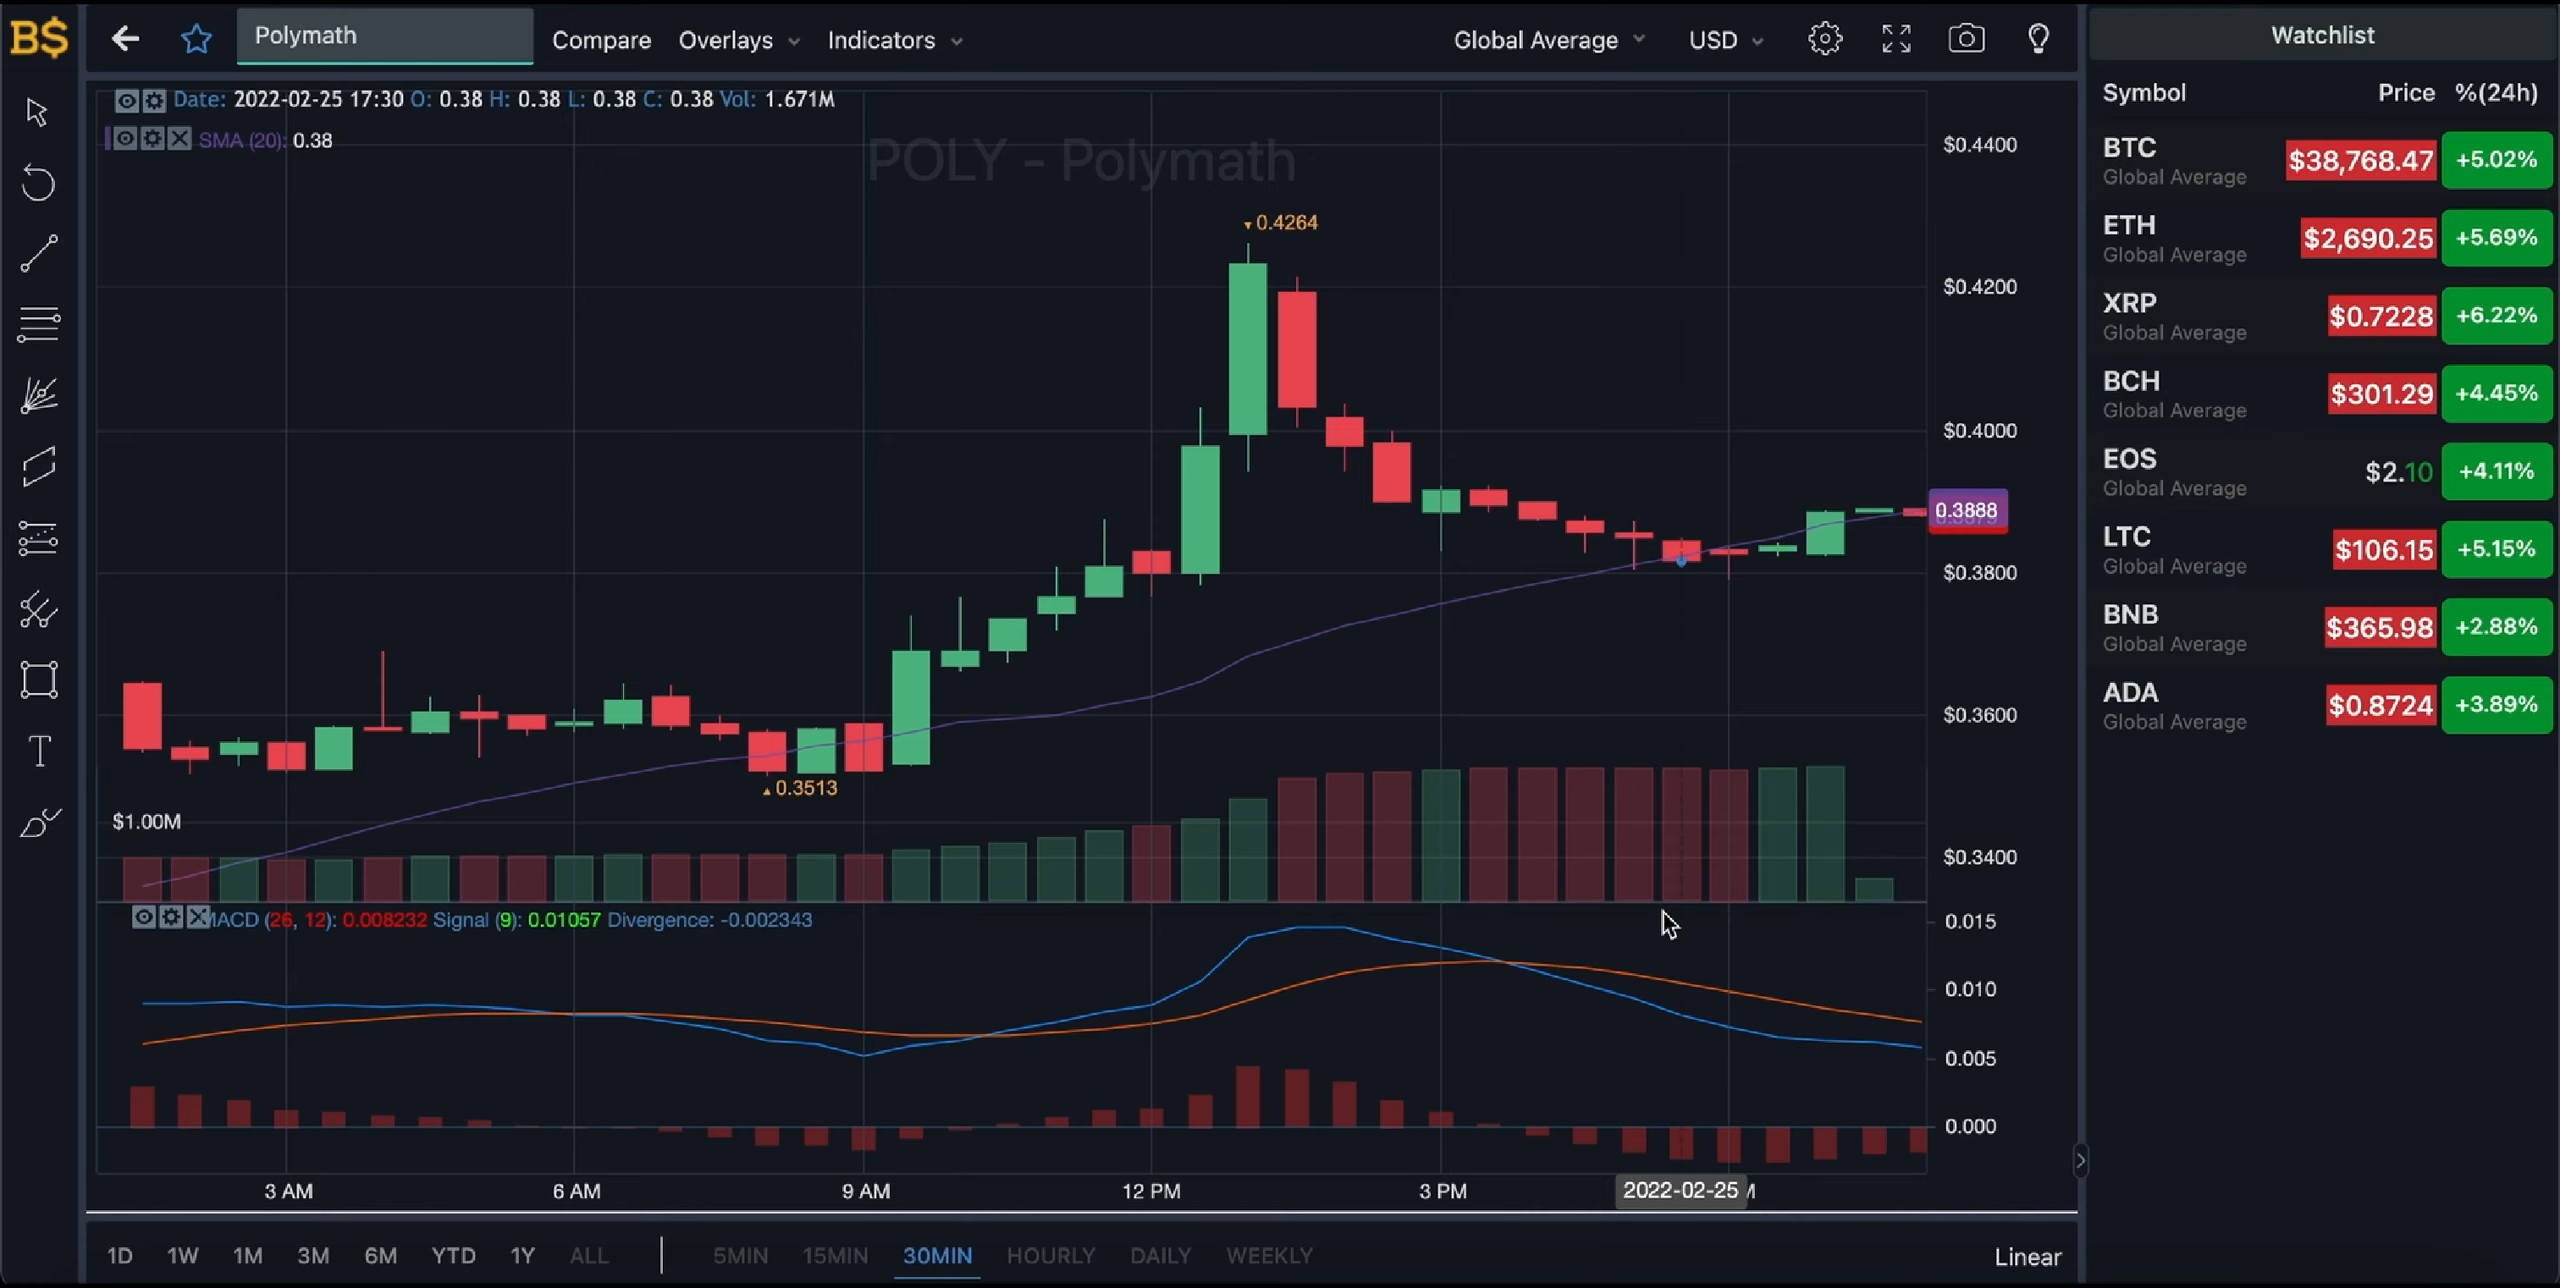 B$
Polymath
Compare Overlays Indicators
Global Average USD
Date: 2022-02-25 17:30 O: 0.38 H: 0.38 L: 0.38 C: 0.38 Vol: 1.671M
SMA (20): 0.38
POLY - Polymath
0.4264
0.3513
$0.4400
$0.4200
$0.4000
0.3888
$0.3800
$0.3600
$0.3400
$1.00M
MACD (26, 12): 0.008232 Signal (9): 0.01057 Divergence: -0.002343
0.015
0.010
0.005
0.000
3 AM 6 AM 9 AM 12 PM 3 PM 2022-02-25
1D 1W 1M 3M 6M YTD 1Y ALL 5MIN 15MIN 30MIN HOURLY DAILY WEEKLY Linear
Watchlist
Symbol Price %(24h)
BTC $38,768.47 +5.02%
Global Average
ETH $2,690.25 +5.69%
Global Average
XRP $0.7228 +6.22%
Global Average
BCH $301.29 +4.45%
Global Average
EOS $2.10 +4.11%
Global Average
LTC $106.15 +5.15%
Global Average
BNB $365.98 +2.88%
Global Average
ADA $0.8724 +3.89%
Global Average